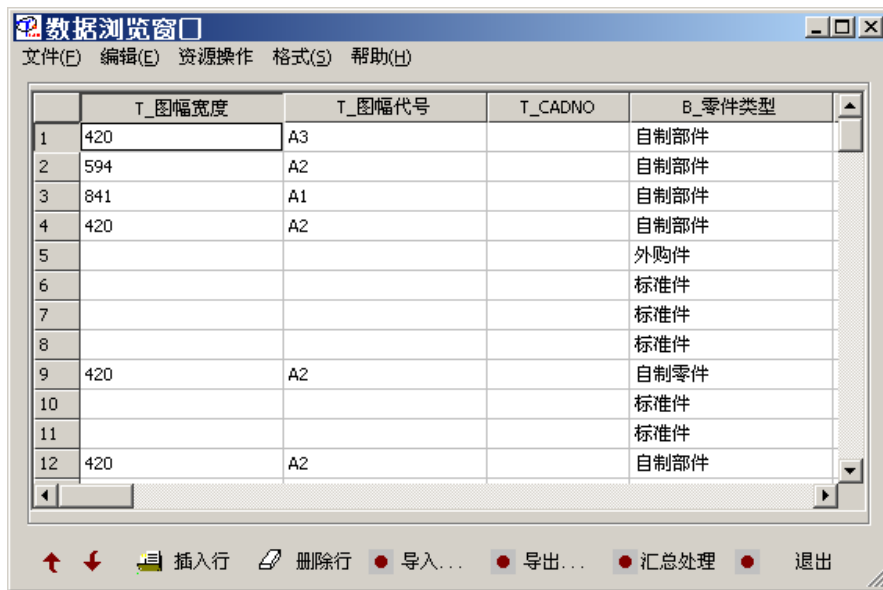 数据浏览窗口
文件(F) 编辑(E) 资源操作 格式(S) 帮助(H)
T_图幅宽度 T_图幅代号 T_CADNO B_零件类型
1 420 A3 自制部件
2 594 A2 自制部件
3 841 A1 自制部件
4 420 A2 自制部件
5 外购件
6 标准件
7 标准件
8 标准件
9 420 A2 自制零件
10 标准件
11 标准件
12 420 A2 自制部件
插入行 删除行 导入... 导出... 汇总处理 退出